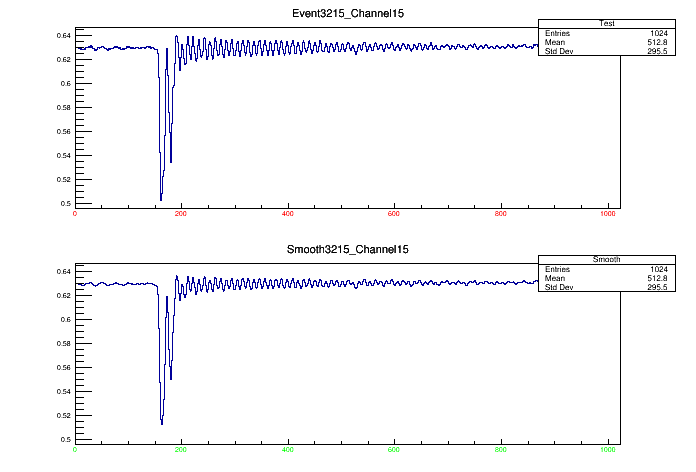 Event3215_Channel15
Test
Entries 1024
Mean 512.8
Std Dev 295.5
0.64
0.62
0.6
0.58
0.56
0.54
0.52
0.5
0 200 400 600 800 1000
Smooth3215_Channel15
Smooth
Entries 1024
Mean 512.8
Std Dev 295.5
0.64
0.62
0.6
0.58
0.56
0.54
0.52
0.5
0 200 400 600 800 1000